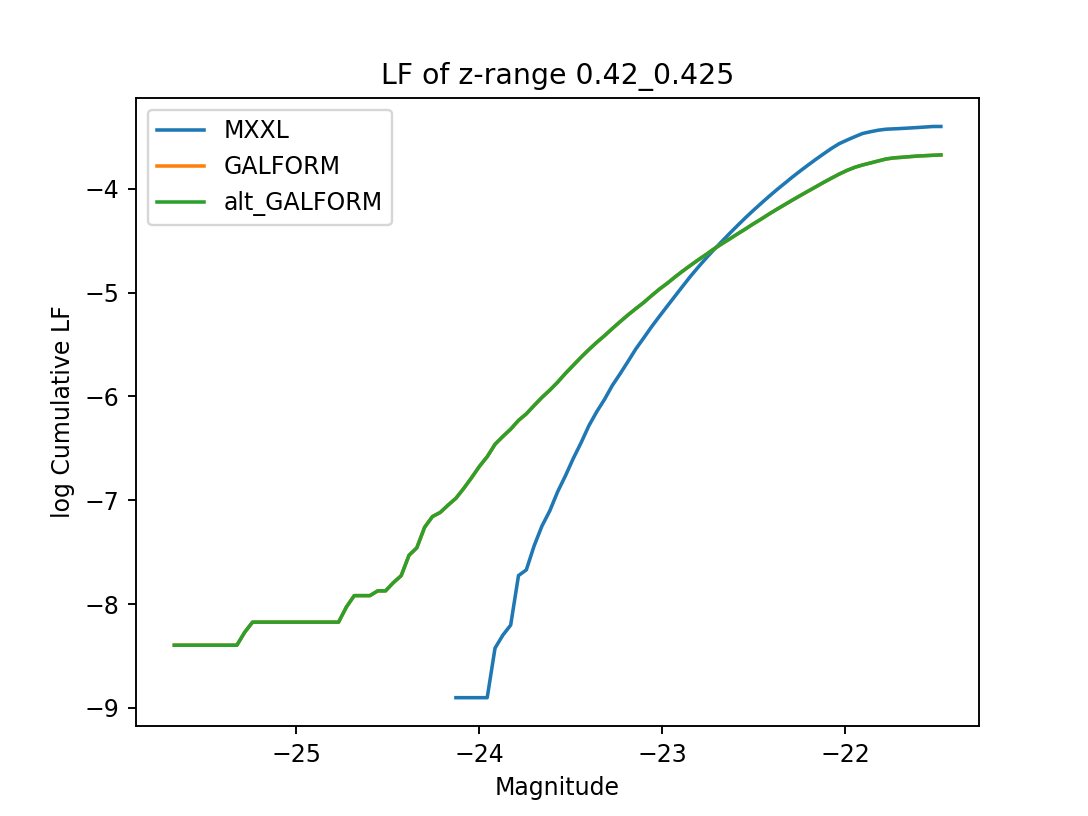 LF of z-range 0.42_0.425
MXXL
GALFORM
alt_GALFORM
log Cumulative LF
−4
−5
−6
−7
−8
−9
−25
−24
−23
−22
Magnitude